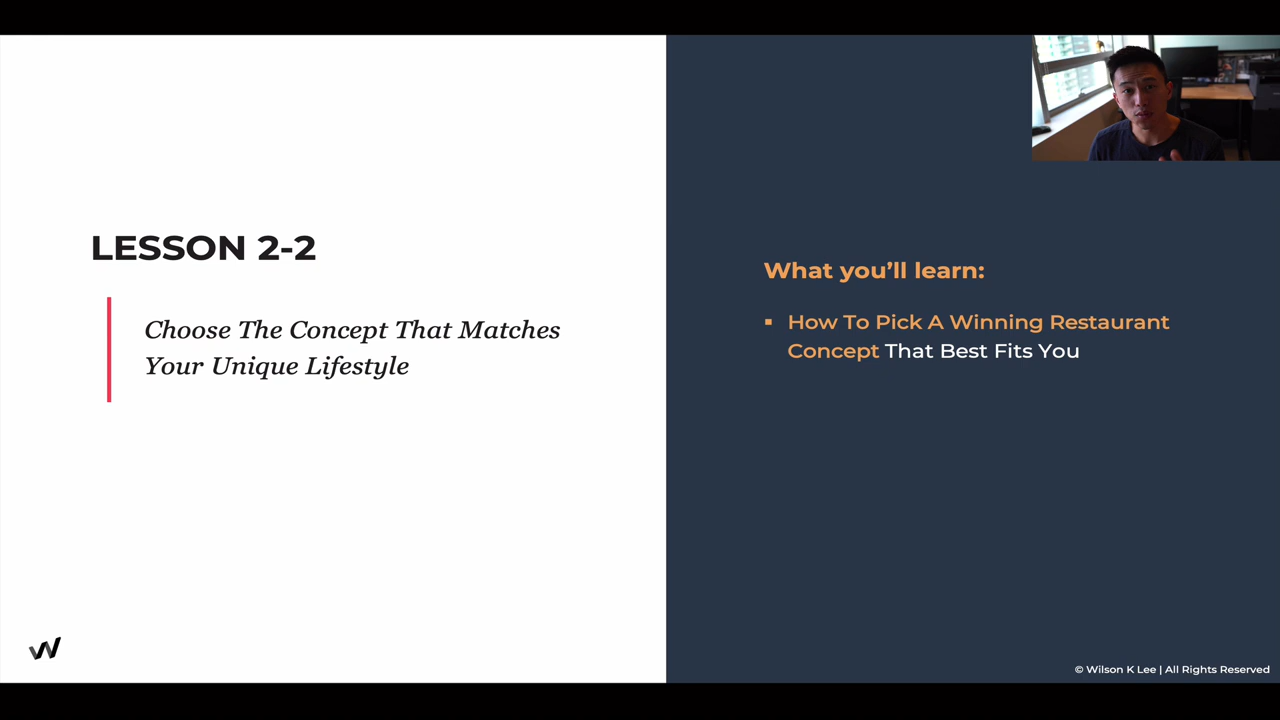 LESSON 2-2
Choose The Concept That Matches
Your Unique Lifestyle
What you’ll learn:
▪ How To Pick A Winning Restaurant
Concept That Best Fits You
© Wilson K Lee | All Rights Reserved